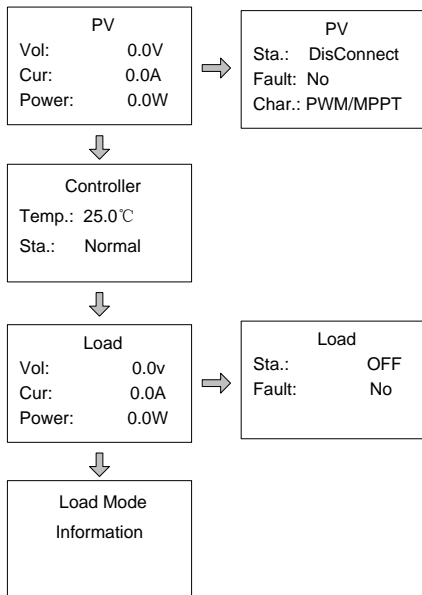 PV
Vol: 0.0V
Cur: 0.0A
Power: 0.0W
PV
Sta.: DisConnect
Fault: No
Char.: PWM/MPPT
Controller
Temp.: 25.0℃
Sta.: Normal
Load
Vol: 0.0v
Cur: 0.0A
Power: 0.0W
Load
Sta.: OFF
Fault: No
Load Mode
Information